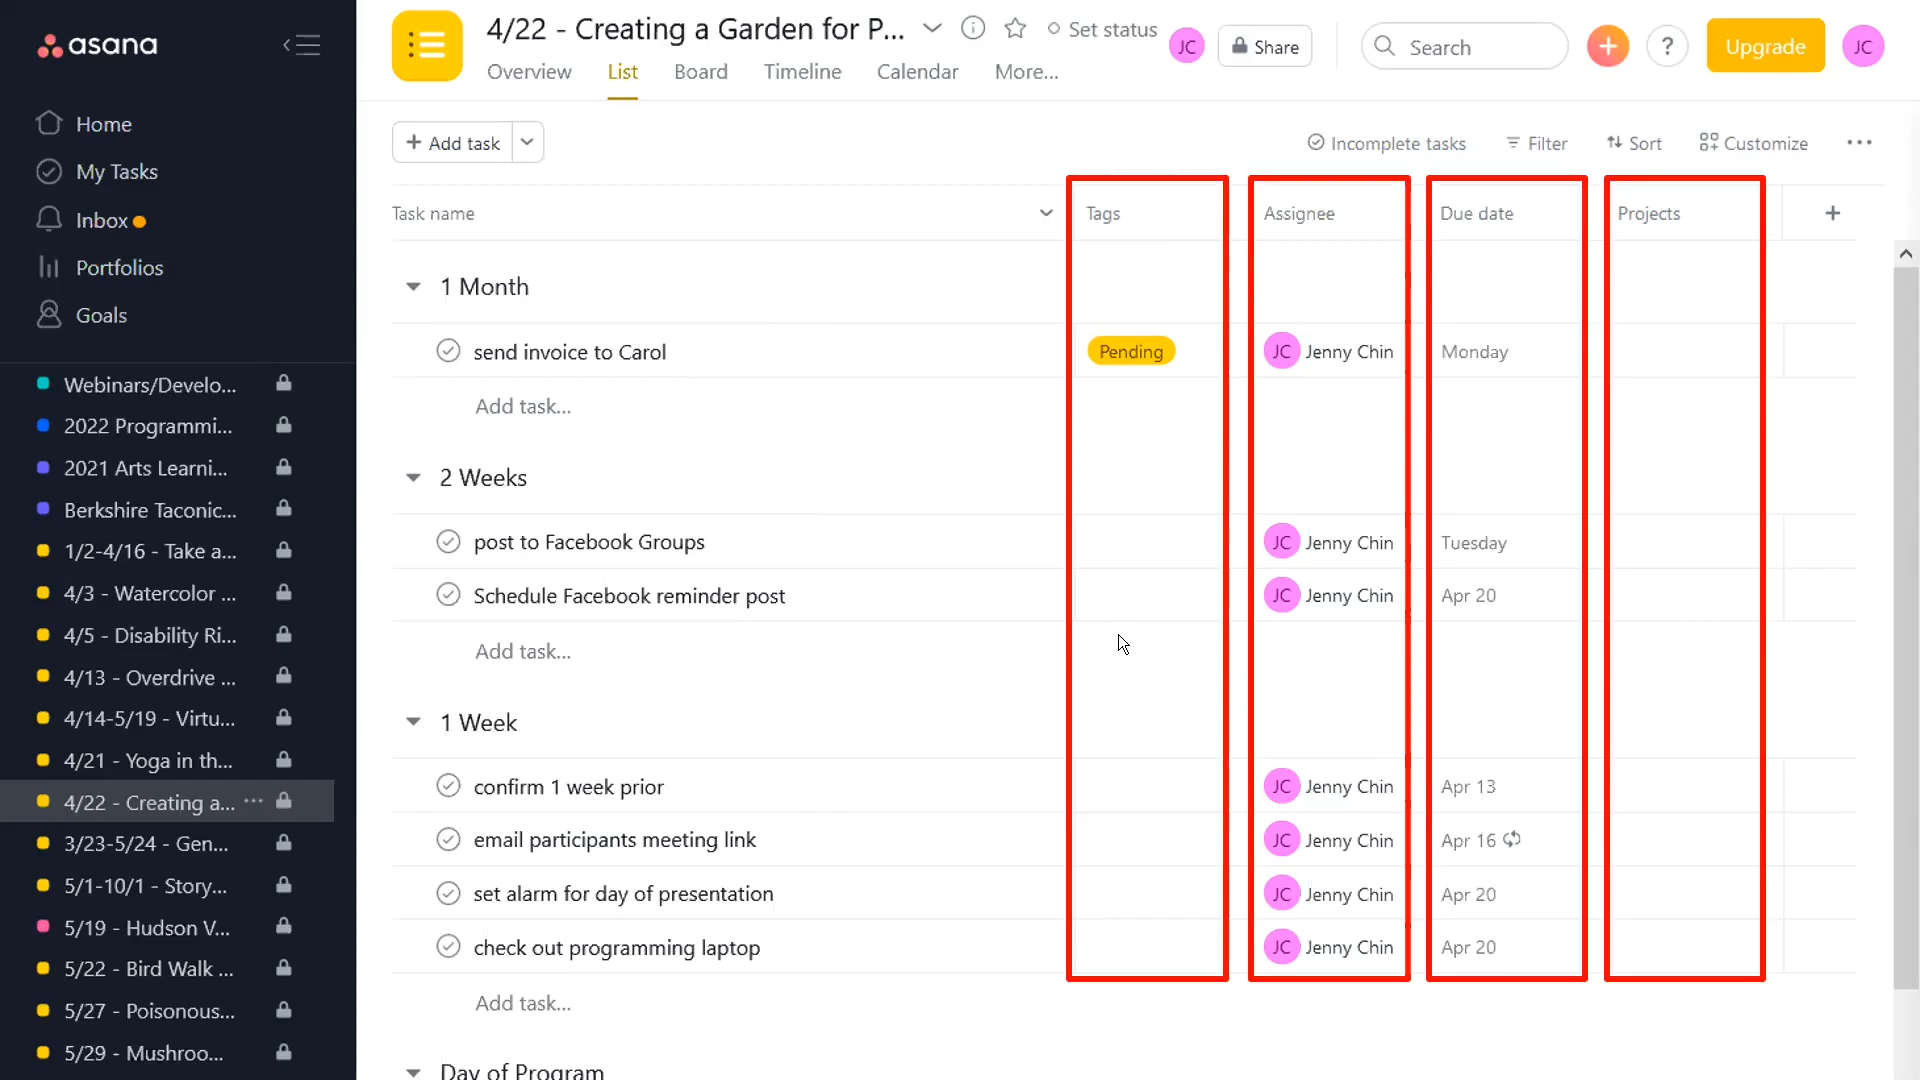 asana
Home
My Tasks
Inbox
Portfolios
Goals
Webinars/Develo...
2022 Programmi...
2021 Arts Learni...
Berkshire Taconic...
1/2-4/16 - Take a...
4/3 - Watercolor ...
4/5 - Disability Ri...
4/13 - Overdrive ...
4/14-5/19 - Virtu...
4/21 - Yoga in th...
4/22 - Creating a...
3/23-5/24 - Gen...
5/1-10/1 - Story...
5/19 - Hudson V...
5/22 - Bird Walk ...
5/27 - Poisonous...
5/29 - Mushroo...
4/22 - Creating a Garden for P... Set status JC Share Search + ? Upgrade JC
Overview List Board Timeline Calendar More...
+ Add task Incomplete tasks Filter Sort Customize ...
Task name Tags Assignee Due date Projects +
1 Month
send invoice to Carol Pending JC Jenny Chin Monday
Add task...
2 Weeks
post to Facebook Groups JC Jenny Chin Tuesday
Schedule Facebook reminder post JC Jenny Chin Apr 20
Add task...
1 Week
confirm 1 week prior JC Jenny Chin Apr 13
email participants meeting link JC Jenny Chin Apr 16
set alarm for day of presentation JC Jenny Chin Apr 20
check out programming laptop JC Jenny Chin Apr 20
Add task...
Day of Program